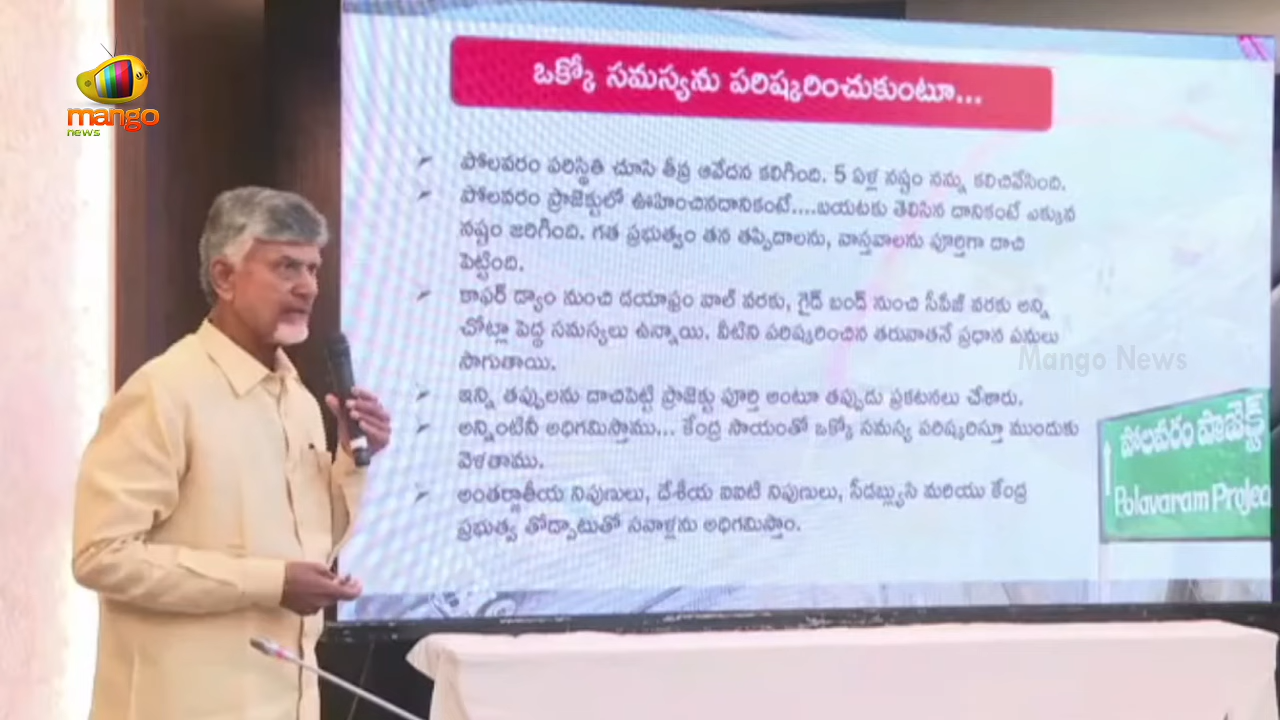 mango
news
ఒక్కో సమస్యను పరిష్కరించుకుంటూ...
పోలవరం పరిస్థితి చూసి తీవ్ర ఆవేదన కలిగింది. 5 ఏళ్ల నష్టం నన్ను కలిచివేసింది.
పోలవరం ప్రాజెక్టులో ఊహించినదానికంటే....బయటకు తెలిసిన దానికంటే ఎక్కువ
నష్టం జరిగింది. గత ప్రభుత్వం తన తప్పిదాలను, వాస్తవాలను పూర్తిగా దాచి
పెట్టింది.
కాఫర్ డ్యాం నుంచి డయాఫ్రం వాల్ వరకు, గైడ్ బండ్ నుంచి సీపేజీ వరకు అన్ని
చోట్లా పెద్ద సమస్యలు ఉన్నాయి. వీటిని పరిష్కరించిన తరువాతనే ప్రధాన పనులు
సాగుతాయి.
Mango News
ఇన్ని తప్పులను దాచిపెట్టి ప్రాజెక్టు పూర్తి అంటూ తప్పుడు ప్రకటనలు చేశారు.
అన్నింటినీ అధిగమిస్తాము... కేంద్ర సాయంతో ఒక్కో సమస్య పరిష్కరిస్తూ ముందుకు
వెళతాము.
అంతర్జాతీయ నిపుణులు, దేశీయ ఐఐటి నిపుణులు, సీడబ్ల్యుసి మరియు కేంద్ర
ప్రభుత్వ తోడ్పాటుతో సవాళ్లను అధిగమిస్తాం.
పోలవరం ప్రాజెక్ట్
Polavaram Projec